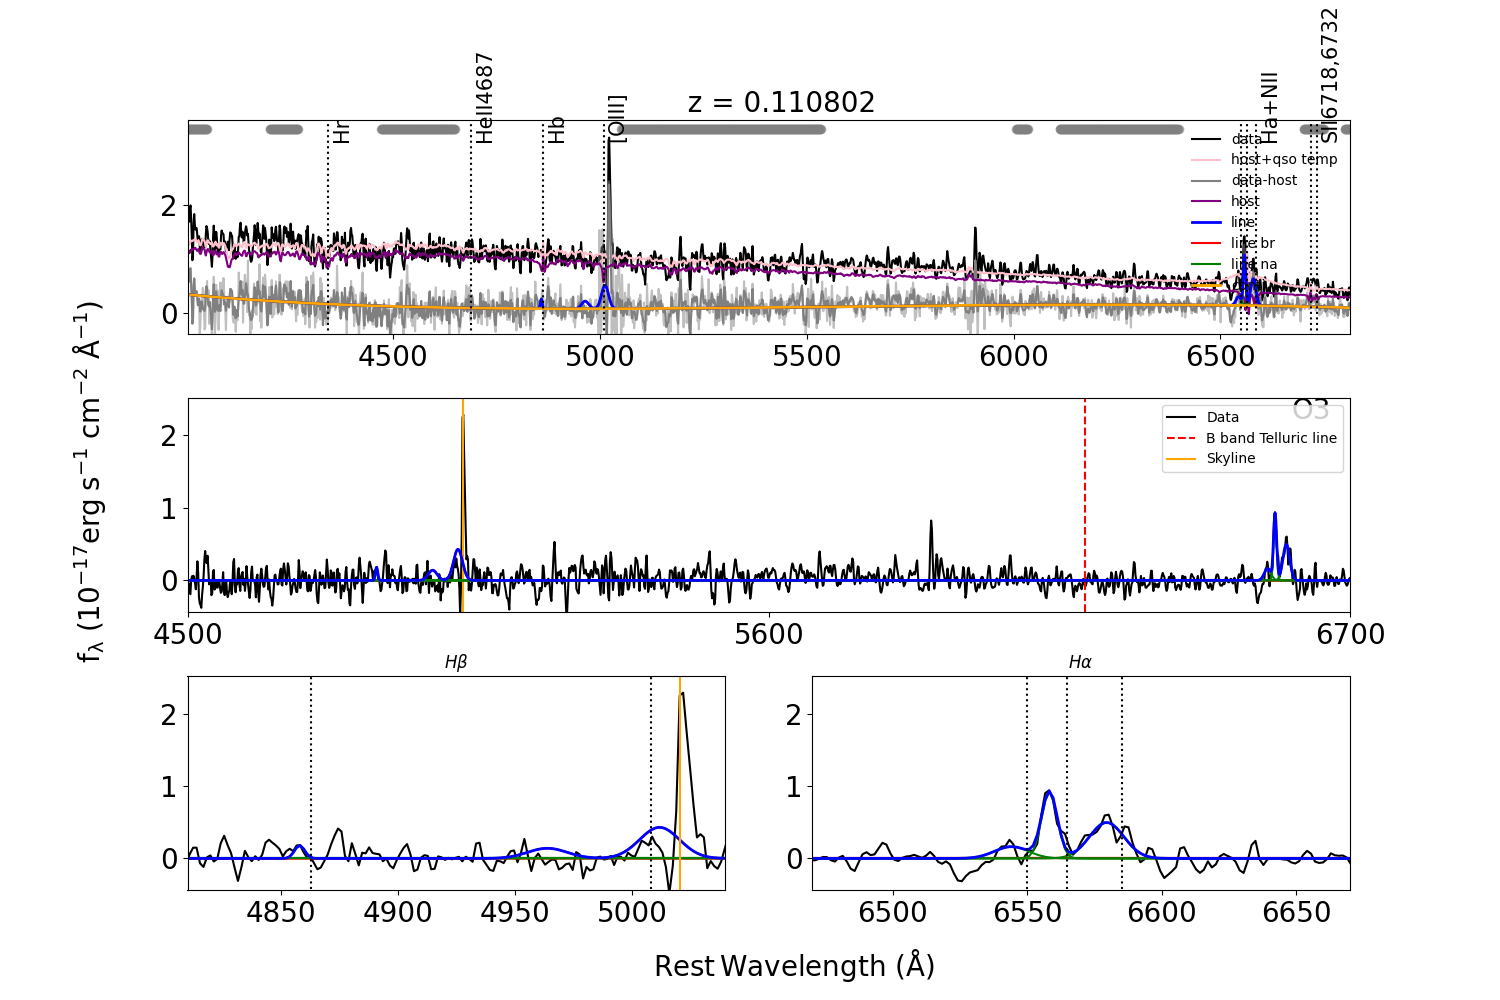 z = 0.110802
Hr
HeII4687
Hb
[OIII]
Ha+NII
SII6718,6732
data
host+qso temp
data-host
host
line
line br
line na
2
0
4500 5000 5500 6000 6500
fλ (10⁻¹⁷erg s⁻¹ cm⁻² Å⁻¹)
O3
Data
B band Telluric line
Skyline
2
1
0
4500 5600 6700
Hβ
2
1
0
4850 4900 4950 5000
Hα
2
1
0
6500 6550 6600 6650
Rest Wavelength (Å)